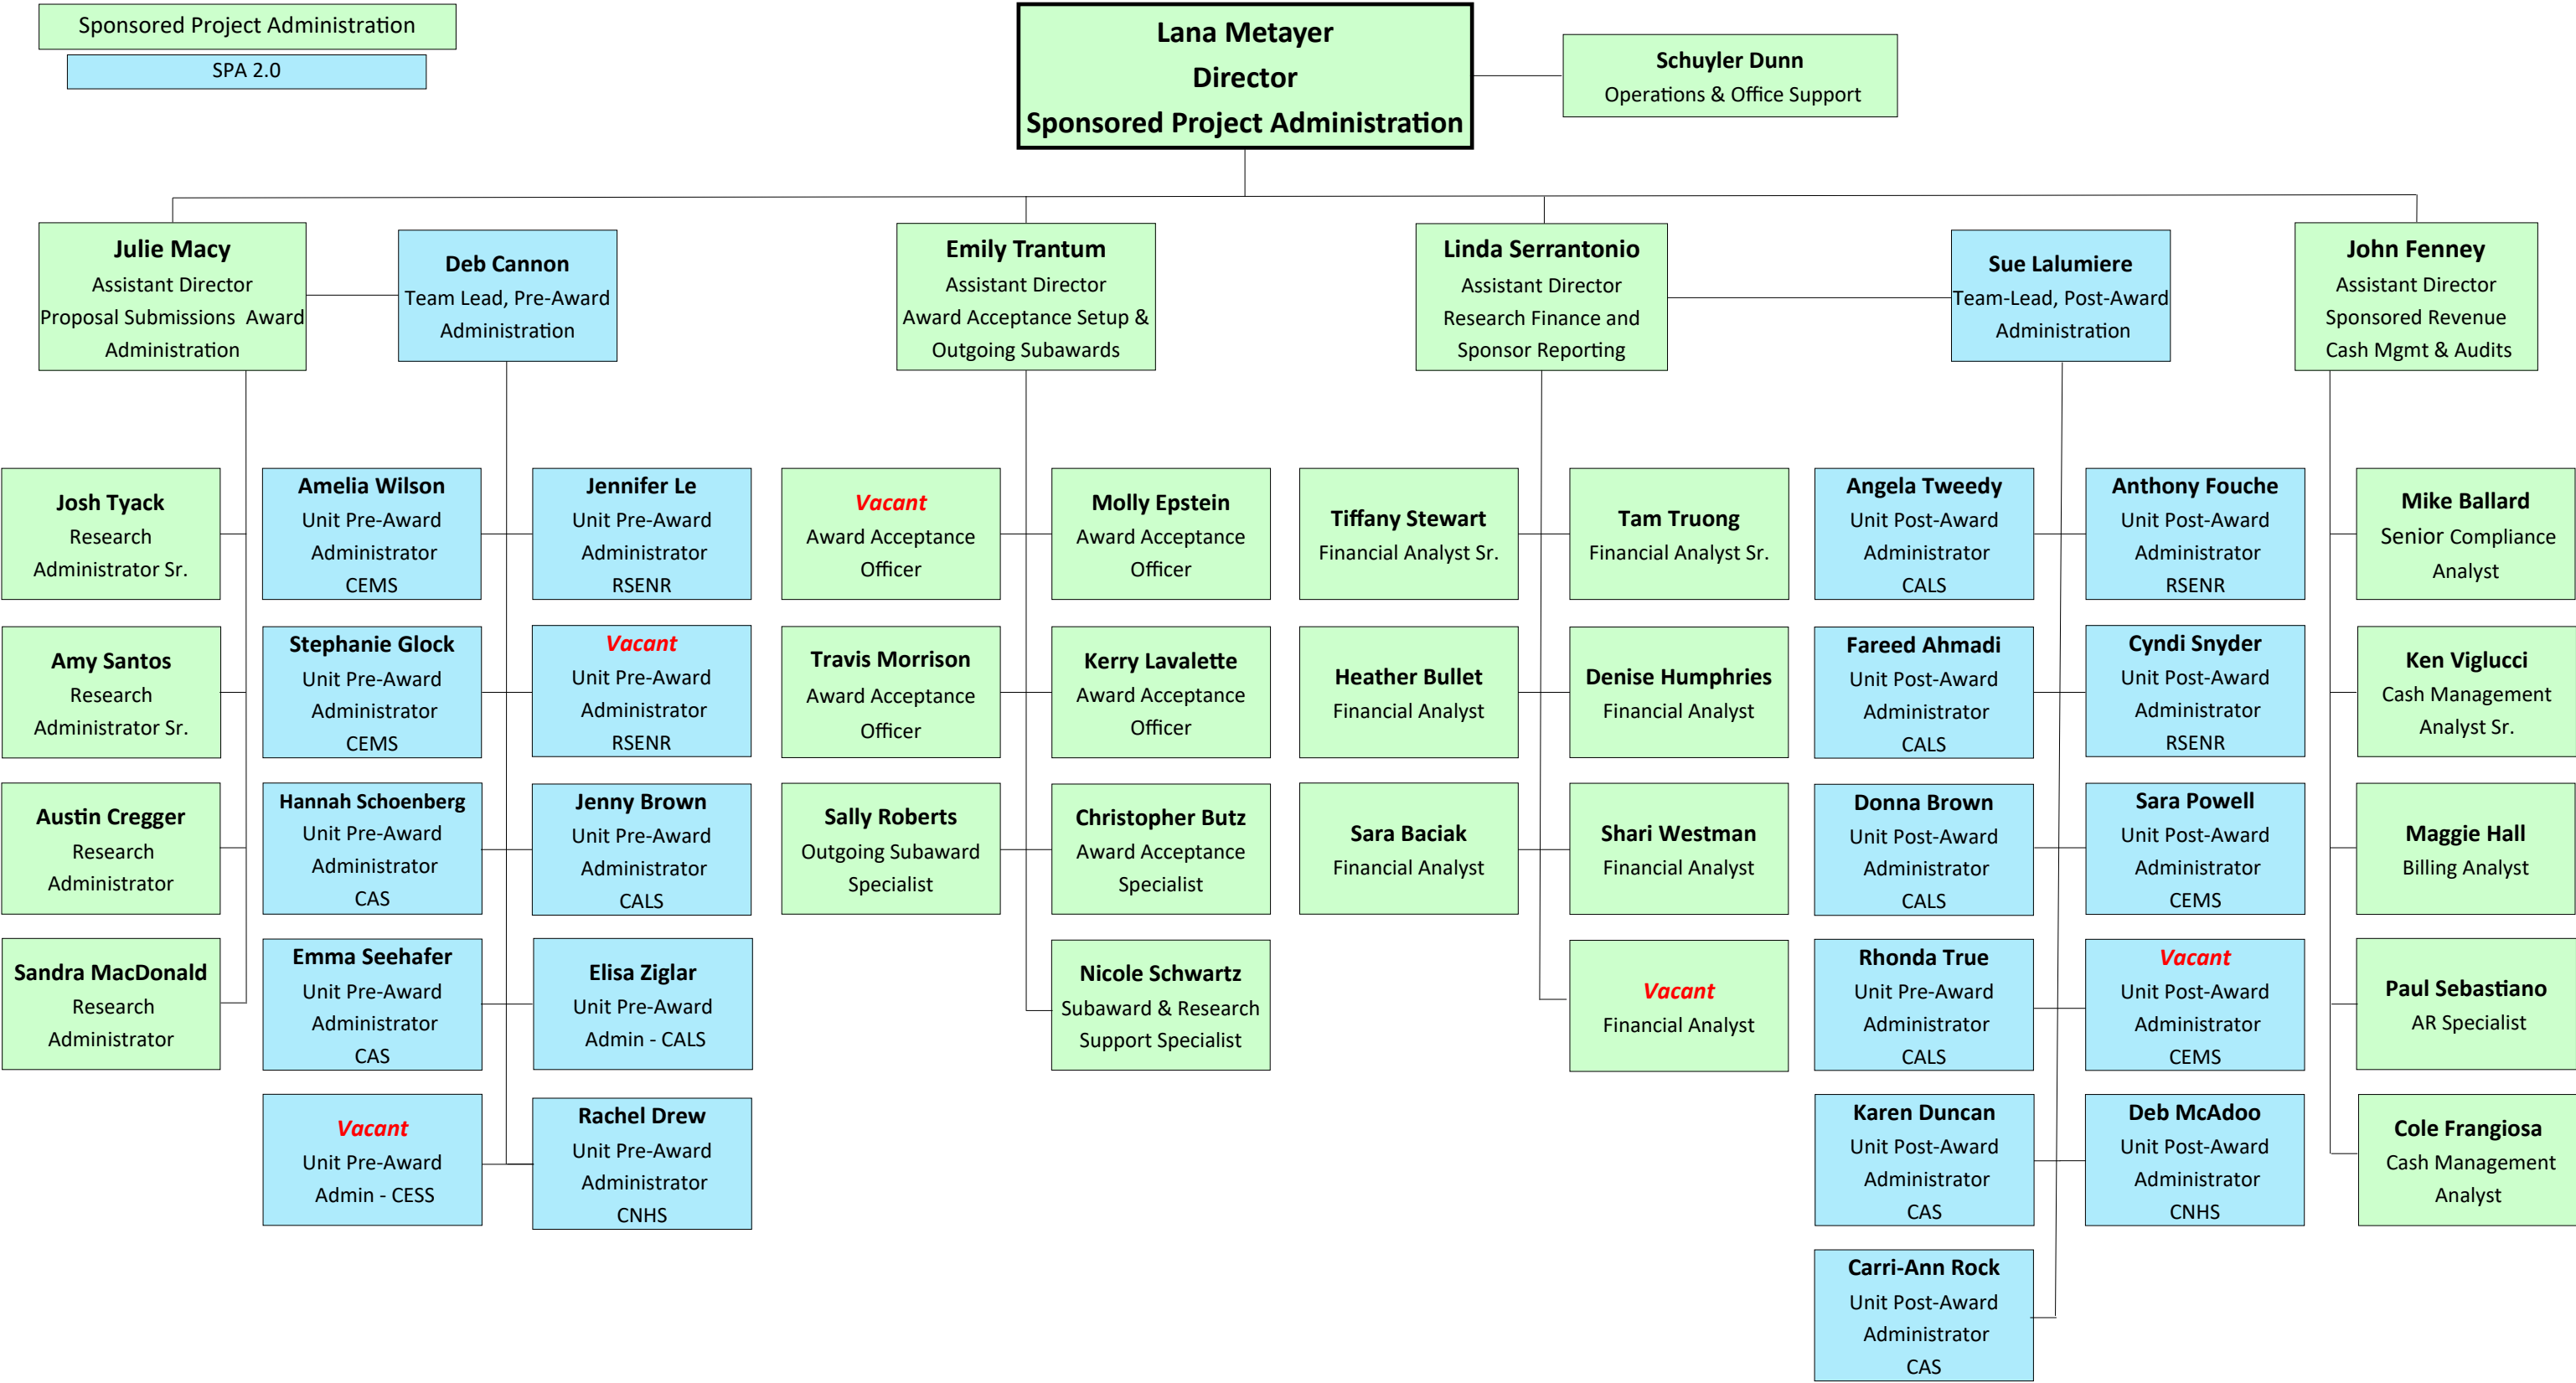 Sponsored Project Administration
SPA 2.0
Lana Metayer
Director
Sponsored Project Administration
Schuyler Dunn
Operations & Office Support
Julie Macy
Assistant Director
Proposal Submissions Award
Administration
Deb Cannon
Team Lead, Pre-Award
Administration
Emily Trantum
Assistant Director
Award Acceptance Setup &
Outgoing Subawards
Linda Serrantonio
Assistant Director
Research Finance and
Sponsor Reporting
Sue Lalumiere
Team-Lead, Post-Award
Administration
John Fenney
Assistant Director
Sponsored Revenue
Cash Mgmt & Audits
Josh Tyack
Research
Administrator Sr.
Amelia Wilson
Unit Pre-Award
Administrator
CEMS
Jennifer Le
Unit Pre-Award
Administrator
RSENR
Vacant
Award Acceptance
Officer
Molly Epstein
Award Acceptance
Officer
Tiffany Stewart
Financial Analyst Sr.
Tam Truong
Financial Analyst Sr.
Angela Tweedy
Unit Post-Award
Administrator
CALS
Anthony Fouche
Unit Post-Award
Administrator
RSENR
Mike Ballard
Senior Compliance
Analyst
Amy Santos
Research
Administrator Sr.
Stephanie Glock
Unit Pre-Award
Administrator
CEMS
Vacant
Unit Pre-Award
Administrator
RSENR
Travis Morrison
Award Acceptance
Officer
Kerry Lavalette
Award Acceptance
Officer
Heather Bullet
Financial Analyst
Denise Humphries
Financial Analyst
Fareed Ahmadi
Unit Post-Award
Administrator
CALS
Cyndi Snyder
Unit Post-Award
Administrator
RSENR
Ken Viglucci
Cash Management
Analyst Sr.
Austin Cregger
Research
Administrator
Hannah Schoenberg
Unit Pre-Award
Administrator
CAS
Jenny Brown
Unit Pre-Award
Administrator
CALS
Sally Roberts
Outgoing Subaward
Specialist
Christopher Butz
Award Acceptance
Specialist
Sara Baciak
Financial Analyst
Shari Westman
Financial Analyst
Donna Brown
Unit Post-Award
Administrator
CALS
Sara Powell
Unit Post-Award
Administrator
CEMS
Maggie Hall
Billing Analyst
Sandra MacDonald
Research
Administrator
Emma Seehafer
Unit Pre-Award
Administrator
CAS
Elisa Ziglar
Unit Pre-Award
Admin - CALS
Nicole Schwartz
Subaward & Research
Support Specialist
Vacant
Financial Analyst
Rhonda True
Unit Pre-Award
Administrator
CALS
Vacant
Unit Post-Award
Administrator
CEMS
Paul Sebastiano
AR Specialist
Vacant
Unit Pre-Award
Admin - CESS
Rachel Drew
Unit Pre-Award
Administrator
CNHS
Karen Duncan
Unit Post-Award
Administrator
CAS
Deb McAdoo
Unit Post-Award
Administrator
CNHS
Cole Frangiosa
Cash Management
Analyst
Carri-Ann Rock
Unit Post-Award
Administrator
CAS